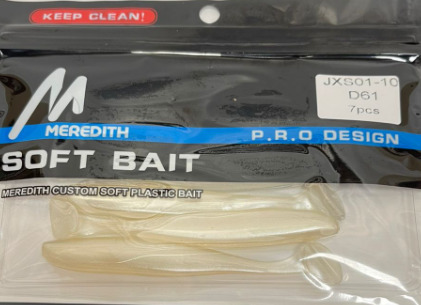 KEEP CLEAN!
JXS01-10
D61
7pcs
M
MEREDITH
P.R.O DESIGN
SOFT BAIT
MEREDITH CUSTOM SOFT PLASTIC BAIT